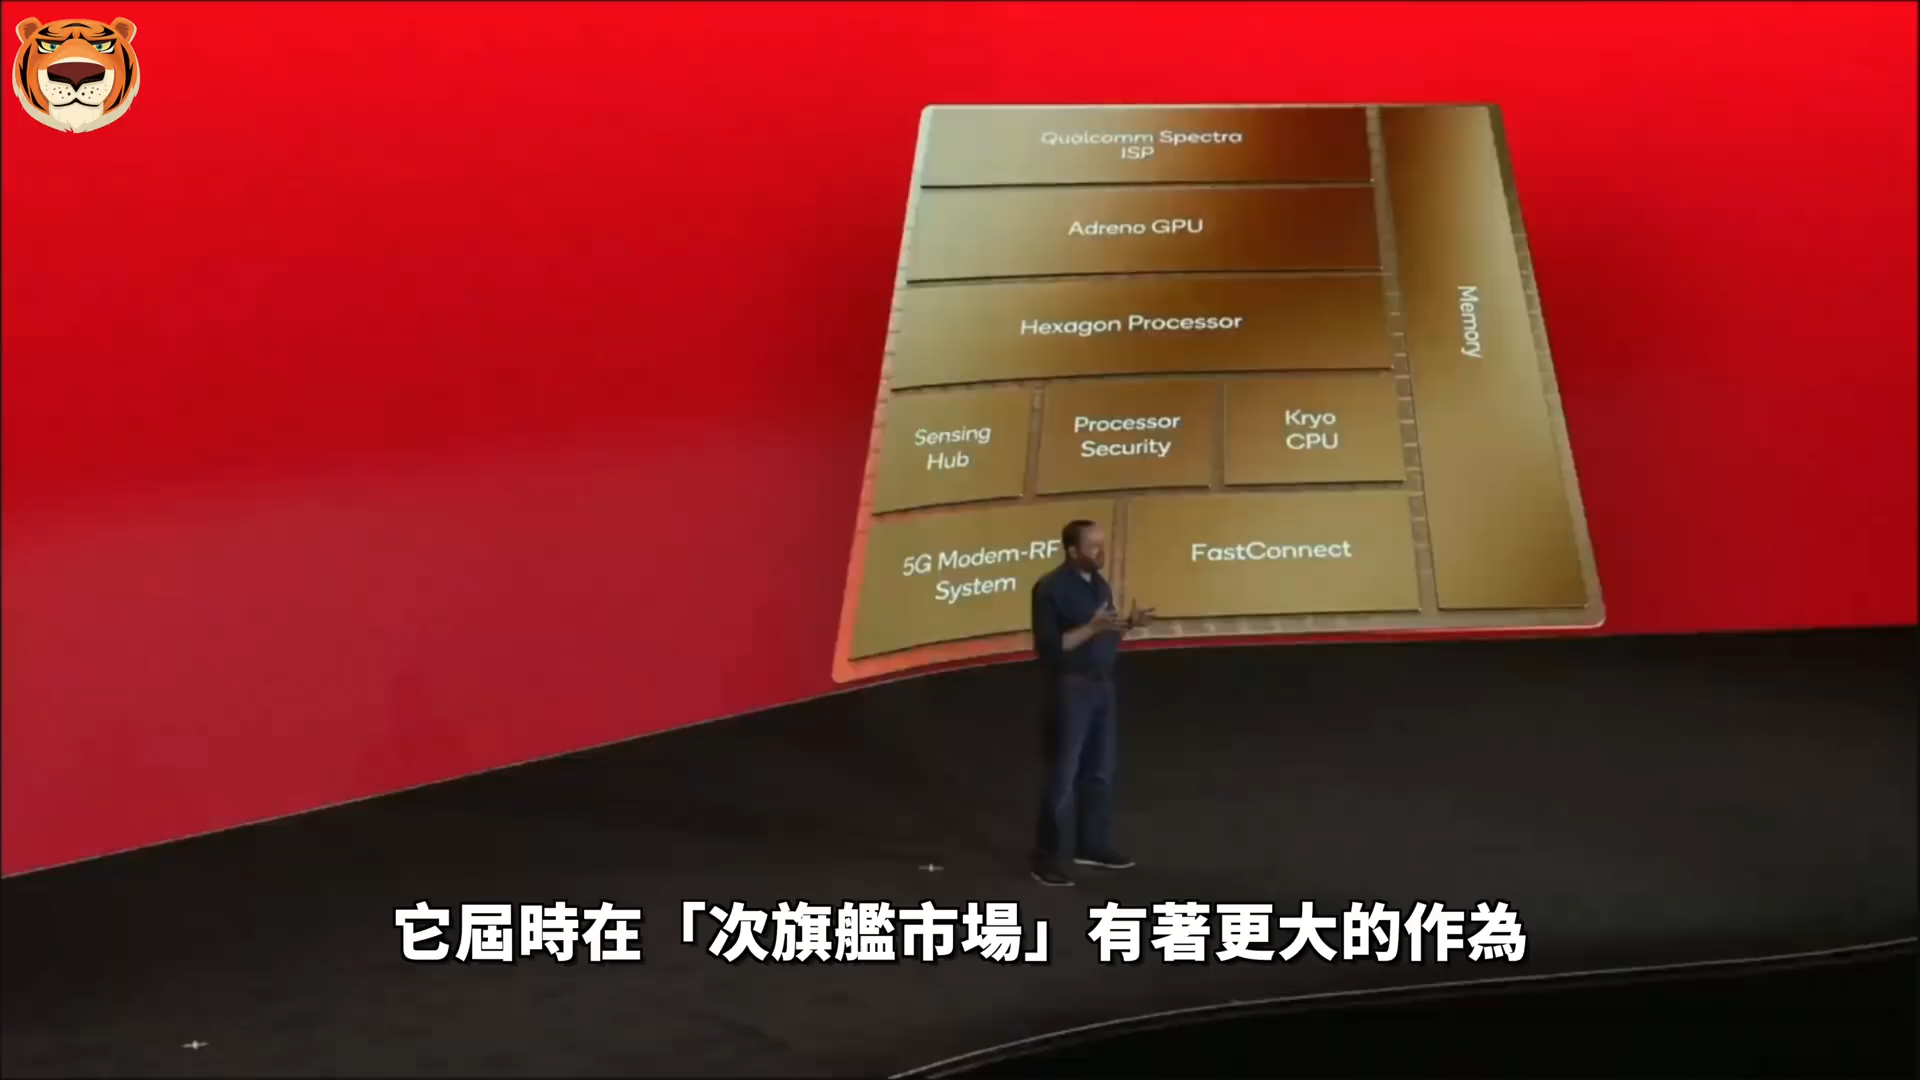 Qualcomm Spectra
ISP
Adreno GPU
Hexagon Processor
Memory
Sensing
Hub
Processor
Security
Kryo
CPU
5G Modem-RF
System
FastConnect
它屆時在「次旗艦市場」有著更大的作為